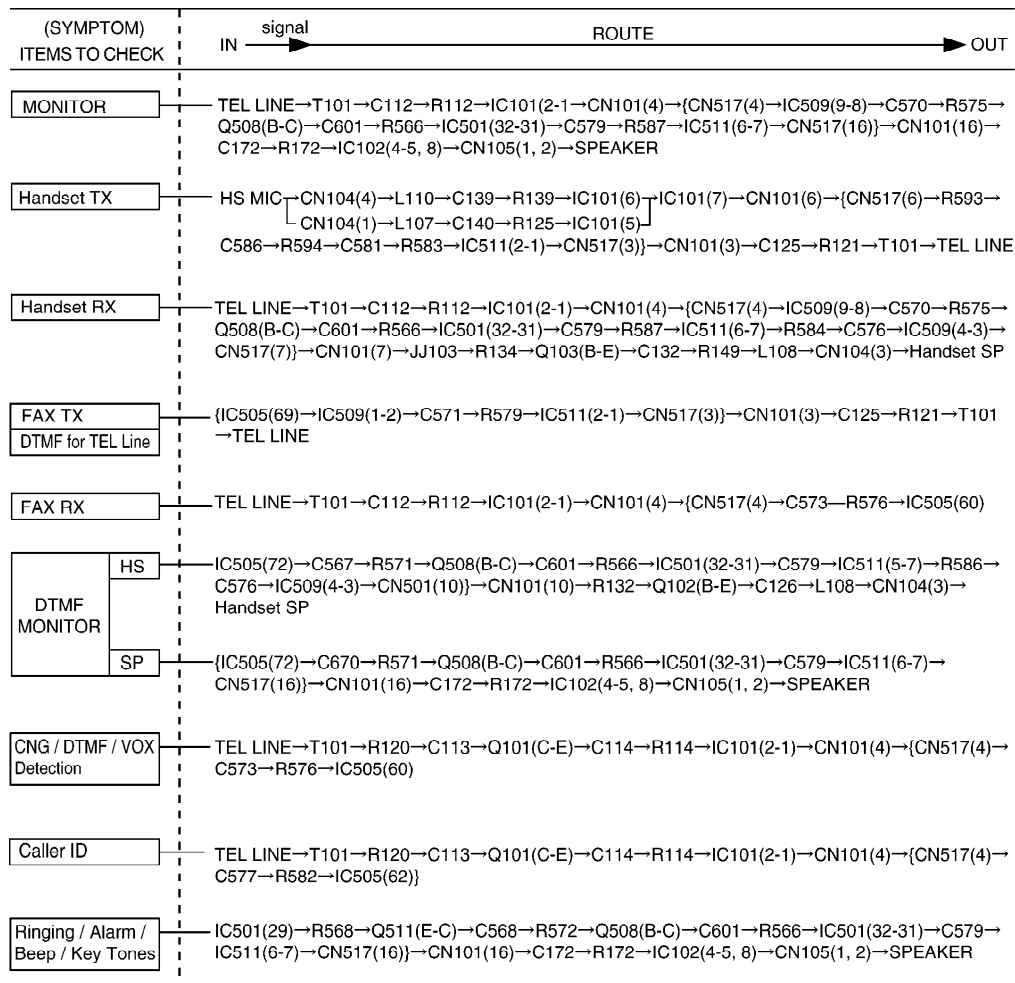 (SYMPTOM)
ITEMS TO CHECK
signal
IN
ROUTE
OUT
MONITOR
TEL LINE→T101→C112→R112→IC101(2-1→CN101(4)→{CN517(4)→IC509(9-8)→C570→R575→
Q508(B-C)→C601→R566→IC501(32-31)→C579→R587→IC511(6-7)→CN517(16)}→CN101(16)→
C172→R172→IC102(4-5, 8)→CN105(1, 2)→SPEAKER
Handset TX
HS MIC→CN104(4)→L110→C139→R139→IC101(6)→IC101(7)→CN101(6)→{CN517(6)→R593→
CN104(1)→L107→C140→R125→IC101(5)
C586→R594→C581→R583→IC511(2-1)→CN517(3)}→CN101(3)→C125→R121→T101→TEL LINE
Handset RX
TEL LINE→T101→C112→R112→IC101(2-1)→CN101(4)→{CN517(4)→IC509(9-8)→C570→R575→
Q508(B-C)→C601→R566→IC501(32-31)→C579→R587→IC511(6-7)→R584→C576→IC509(4-3)→
CN517(7)}→CN101(7)→JJ103→R134→Q103(B-E)→C132→R149→L108→CN104(3)→Handset SP
FAX TX
DTMF for TEL Line
{IC505(69)→IC509(1-2)→C571→R579→IC511(2-1)→CN517(3)}→CN101(3)→C125→R121→T101
→TEL LINE
FAX RX
TEL LINE→T101→C112→R112→IC101(2-1)→CN101(4)→{CN517(4)→C573—R576→IC505(60)
DTMF
MONITOR
HS
IC505(72)→C567→R571→Q508(B-C)→C601→R566→IC501(32-31)→C579→IC511(5-7)→R586→
C576→IC509(4-3)→CN501(10)}→CN101(10)→R132→Q102(B-E)→C126→L108→CN104(3)→
Handset SP
SP
{IC505(72)→C670→R571→Q508(B-C)→C601→R566→IC501(32-31)→C579→IC511(6-7)→
CN517(16)}→CN101(16)→C172→R172→IC102(4-5, 8)→CN105(1, 2)→SPEAKER
CNG / DTMF / VOX
Detection
TEL LINE→T101→R120→C113→Q101(C-E)→C114→R114→IC101(2-1)→CN101(4)→{CN517(4)→
C573→R576→IC505(60)
Caller ID
TEL LINE→T101→R120→C113→Q101(C-E)→C114→R114→IC101(2-1)→CN101(4)→{CN517(4)→
C577→R582→IC505(62)}
Ringing / Alarm /
Beep / Key Tones
IC501(29)→R568→Q511(E-C)→C568→R572→Q508(B-C)→C601→R566→IC501(32-31)→C579→
IC511(6-7)→CN517(16)}→CN101(16)→C172→R172→IC102(4-5, 8)→CN105(1, 2)→SPEAKER